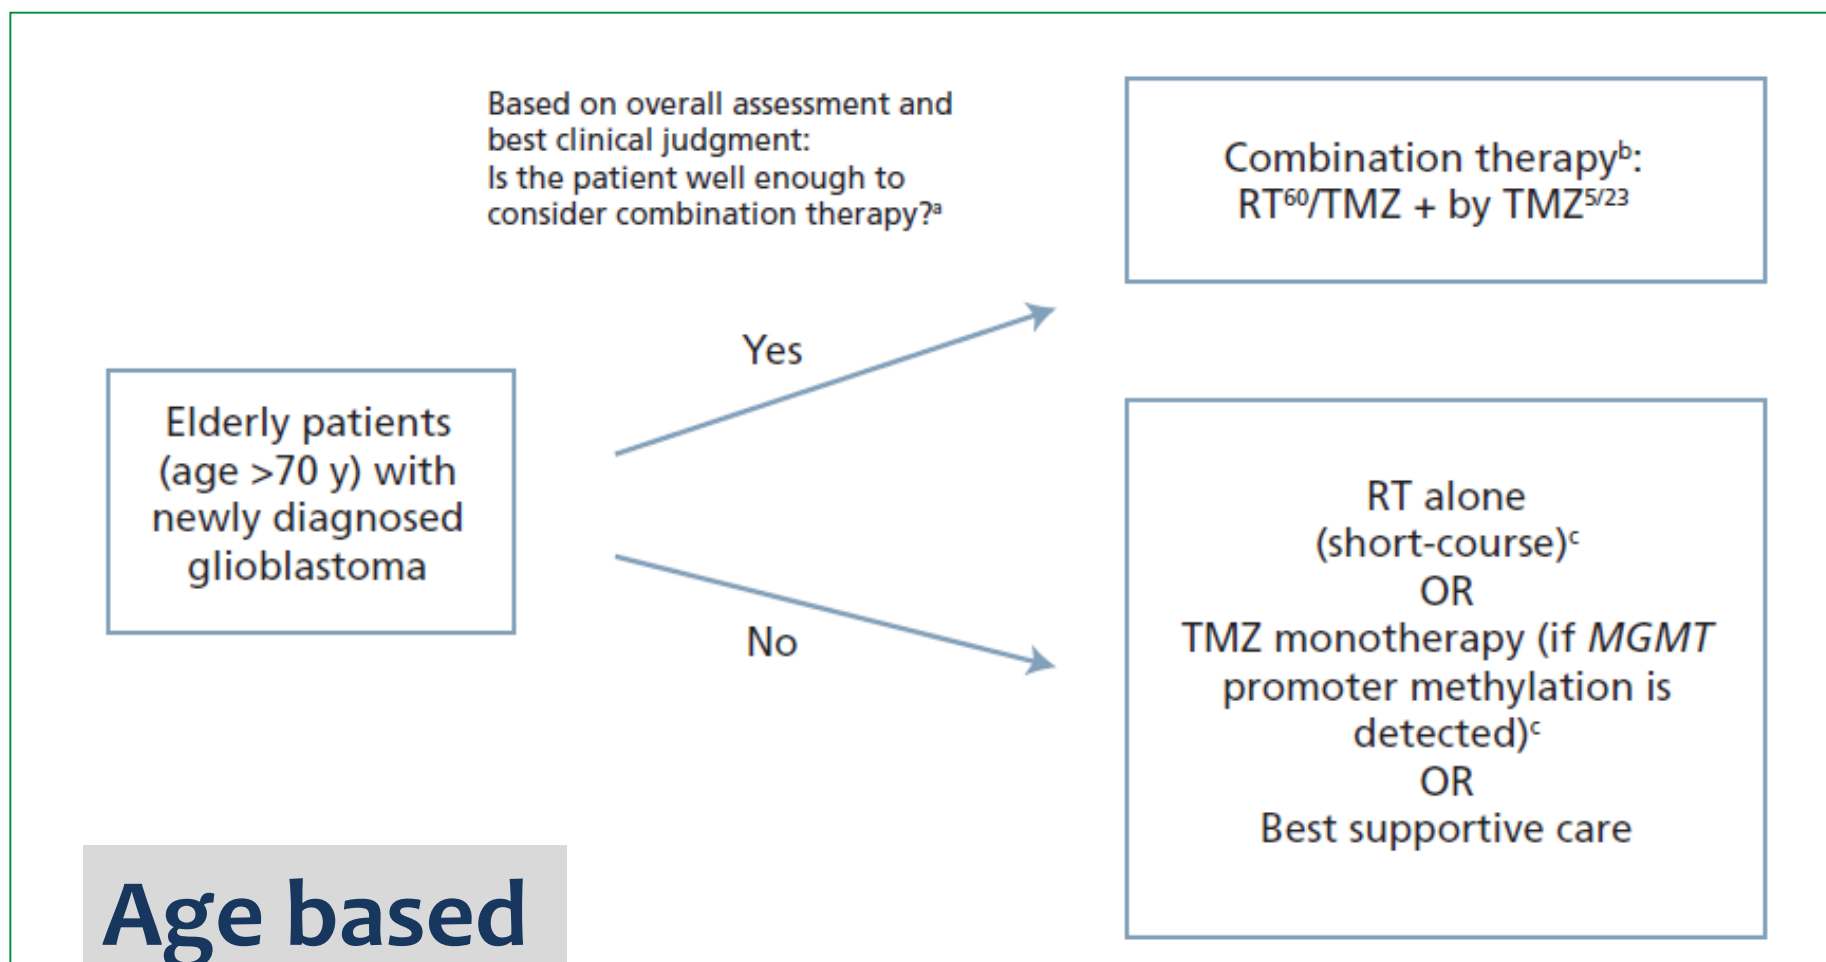 Based on overall assessment and
best clinical judgment:
Is the patient well enough to
consider combination therapy?ᵃ
Combination therapyᵇ:
RT⁶⁰/TMZ + by TMZ⁵/²³
Yes
Elderly patients
(age >70 y) with
newly diagnosed
glioblastoma
No
RT alone
(short-course)ᶜ
OR
TMZ monotherapy (if MGMT
promoter methylation is
detected)ᶜ
OR
Best supportive care
Age based